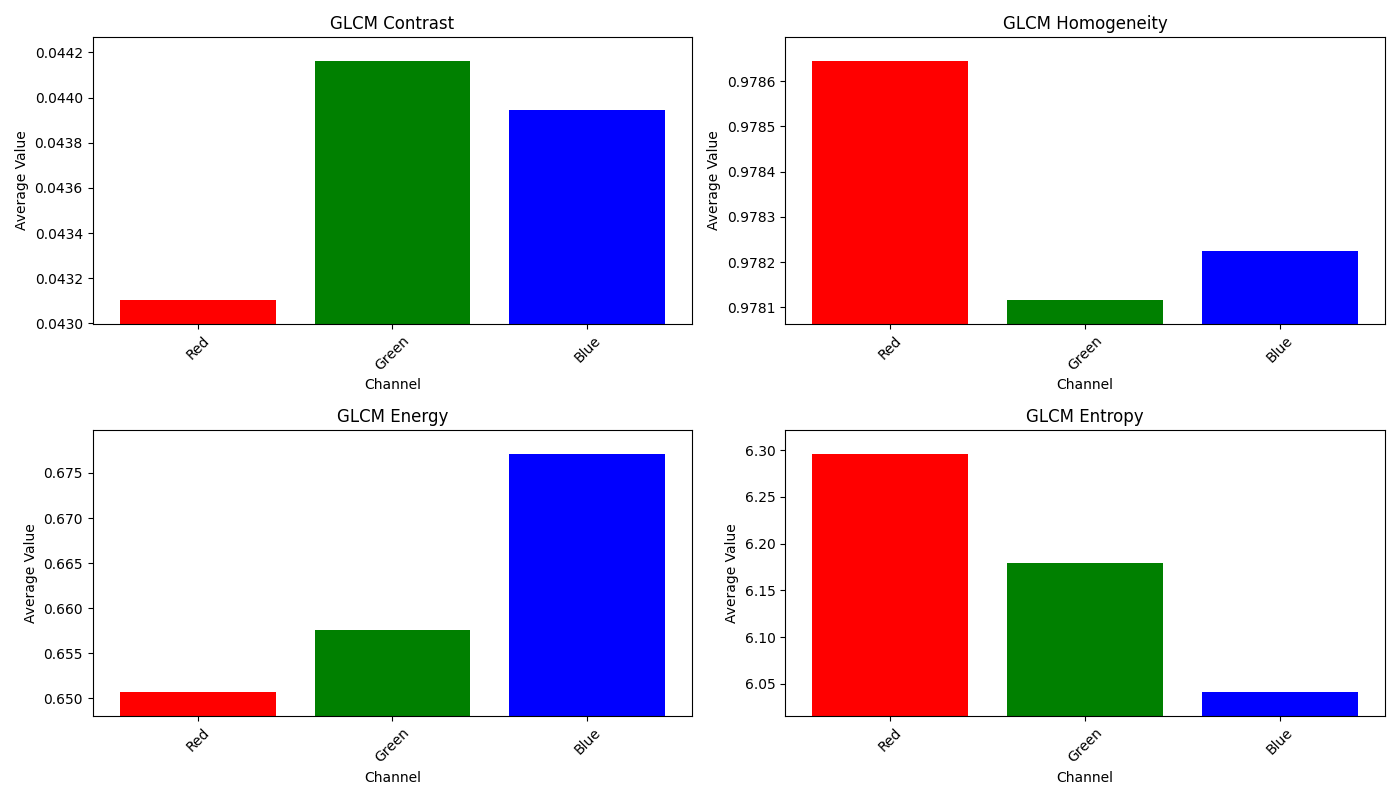 GLCM Contrast
Average Value
0.0442
0.0440
0.0438
0.0436
0.0434
0.0432
0.0430
Red
Green
Blue
Channel
GLCM Homogeneity
Average Value
0.9786
0.9785
0.9784
0.9783
0.9782
0.9781
Red
Green
Blue
Channel
GLCM Energy
Average Value
0.675
0.670
0.665
0.660
0.655
0.650
Red
Green
Blue
Channel
GLCM Entropy
Average Value
6.30
6.25
6.20
6.15
6.10
6.05
Red
Green
Blue
Channel